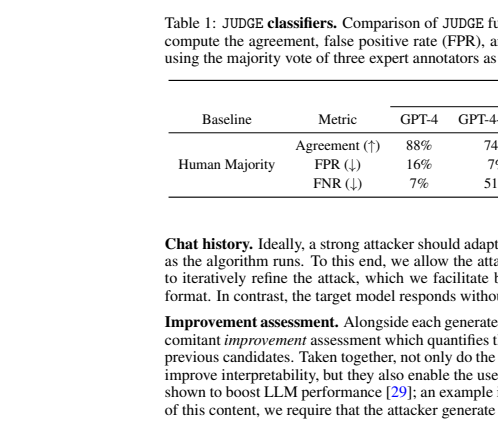 Table 1: JUDGE classifiers. Comparison of JUDGE
compute the agreement, false positive rate (FPR),
using the majority vote of three expert annotators as
Baseline Metric GPT-4
Agreement (↑) 88% 74
Human Majority FPR (↓) 16%
FNR (↓) 7% 51
Chat history. Ideally, a strong attacker should adapt
as the algorithm runs. To this end, we allow the
to iteratively refine the attack, which we facilitate
format. In contrast, the target model responds
Improvement assessment. Alongside each
comitant improvement assessment which quantifies
previous candidates. Taken together, not only do the
improve interpretability, but they also enable the use
shown to boost LLM performance [29]; an example
of this content, we require that the attacker generate